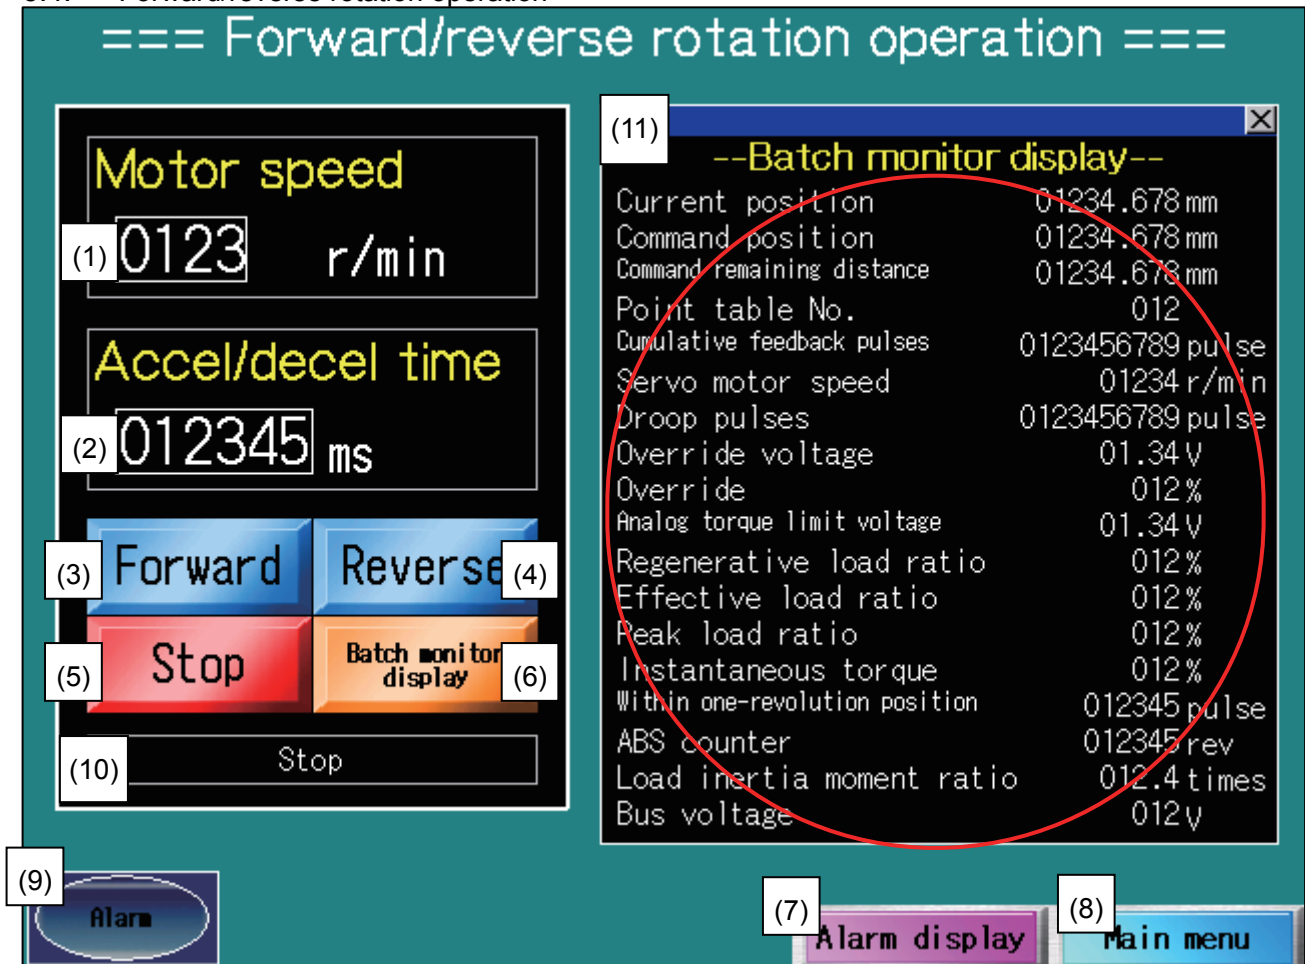 Forward/reverse rotation operation
=== Forward/reverse rotation operation ===
Motor speed
(1) 0123 r/min
Accel/decel time
(2) 012345 ms
(3) Forward Reverse (4)
(5) Stop Batch monitor display (6)
(10) Stop
(11)
--Batch monitor display--
Current position 01234.678 mm
Command position 01234.678 mm
Command remaining distance 01234.678 mm
Point table No. 012
Cumulative feedback pulses 0123456789 pulse
Servo motor speed 01234 r/min
Droop pulses 0123456789 pulse
Override voltage 01.34 V
Override 012 %
Analog torque limit voltage 01.34 V
Regenerative load ratio 012 %
Effective load ratio 012 %
Peak load ratio 012 %
Instantaneous torque 012 %
Within one-revolution position 012345 pulse
ABS counter 012345 rev
Load inertia moment ratio 012.4 times
Bus voltage 012 V
(9) Alarm
(7) Alarm display
(8) Main menu